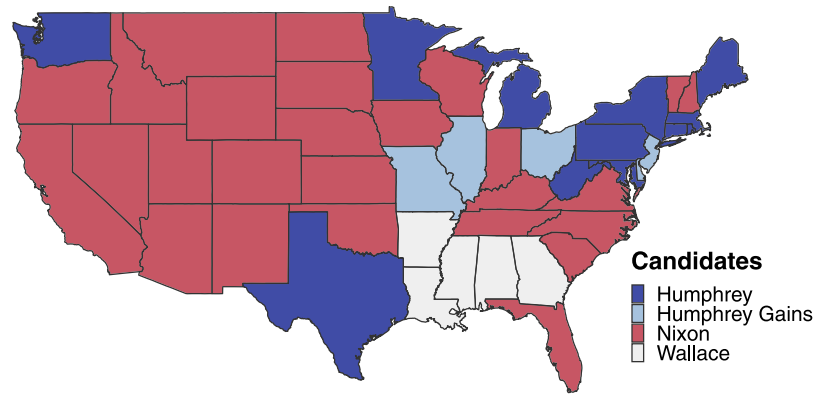 Candidates
Humphrey
Humphrey Gains
Nixon
Wallace